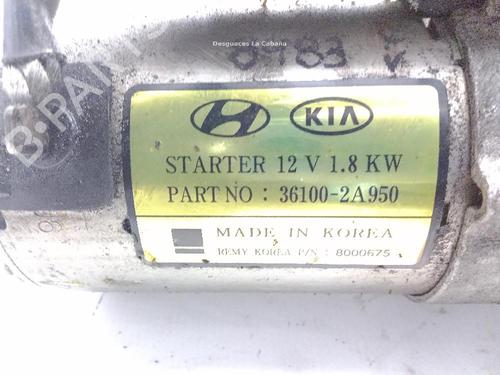 Desguaces La Cabaña
B-PARTS
KIA
STARTER 12 V 1.8 KW
PART NO : 36100-2A950
MADE IN KOREA
REMY KOREA P/N : 8000675